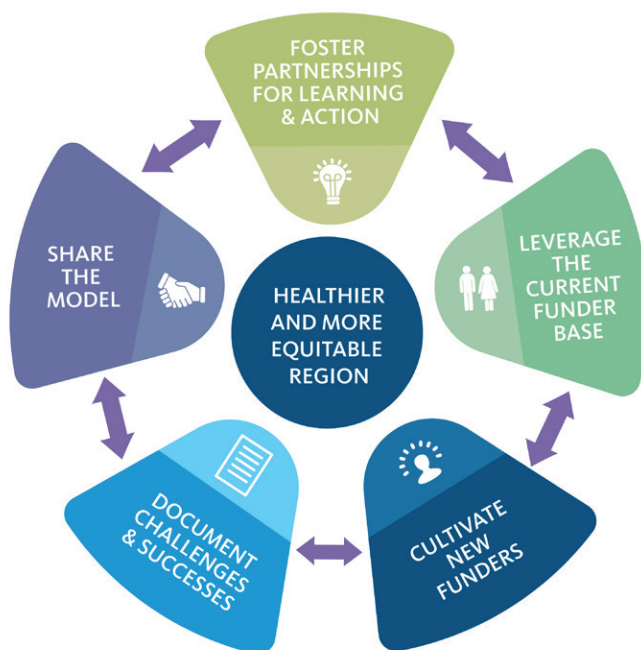 FOSTER
PARTNERSHIPS
FOR LEARNING
& ACTION
LEVERAGE
THE
CURRENT
FUNDER
BASE
CULTIVATE
NEW
FUNDERS
DOCUMENT
CHALLENGES
& SUCCESSES
SHARE
THE
MODEL
HEALTHIER
AND MORE
EQUITABLE
REGION